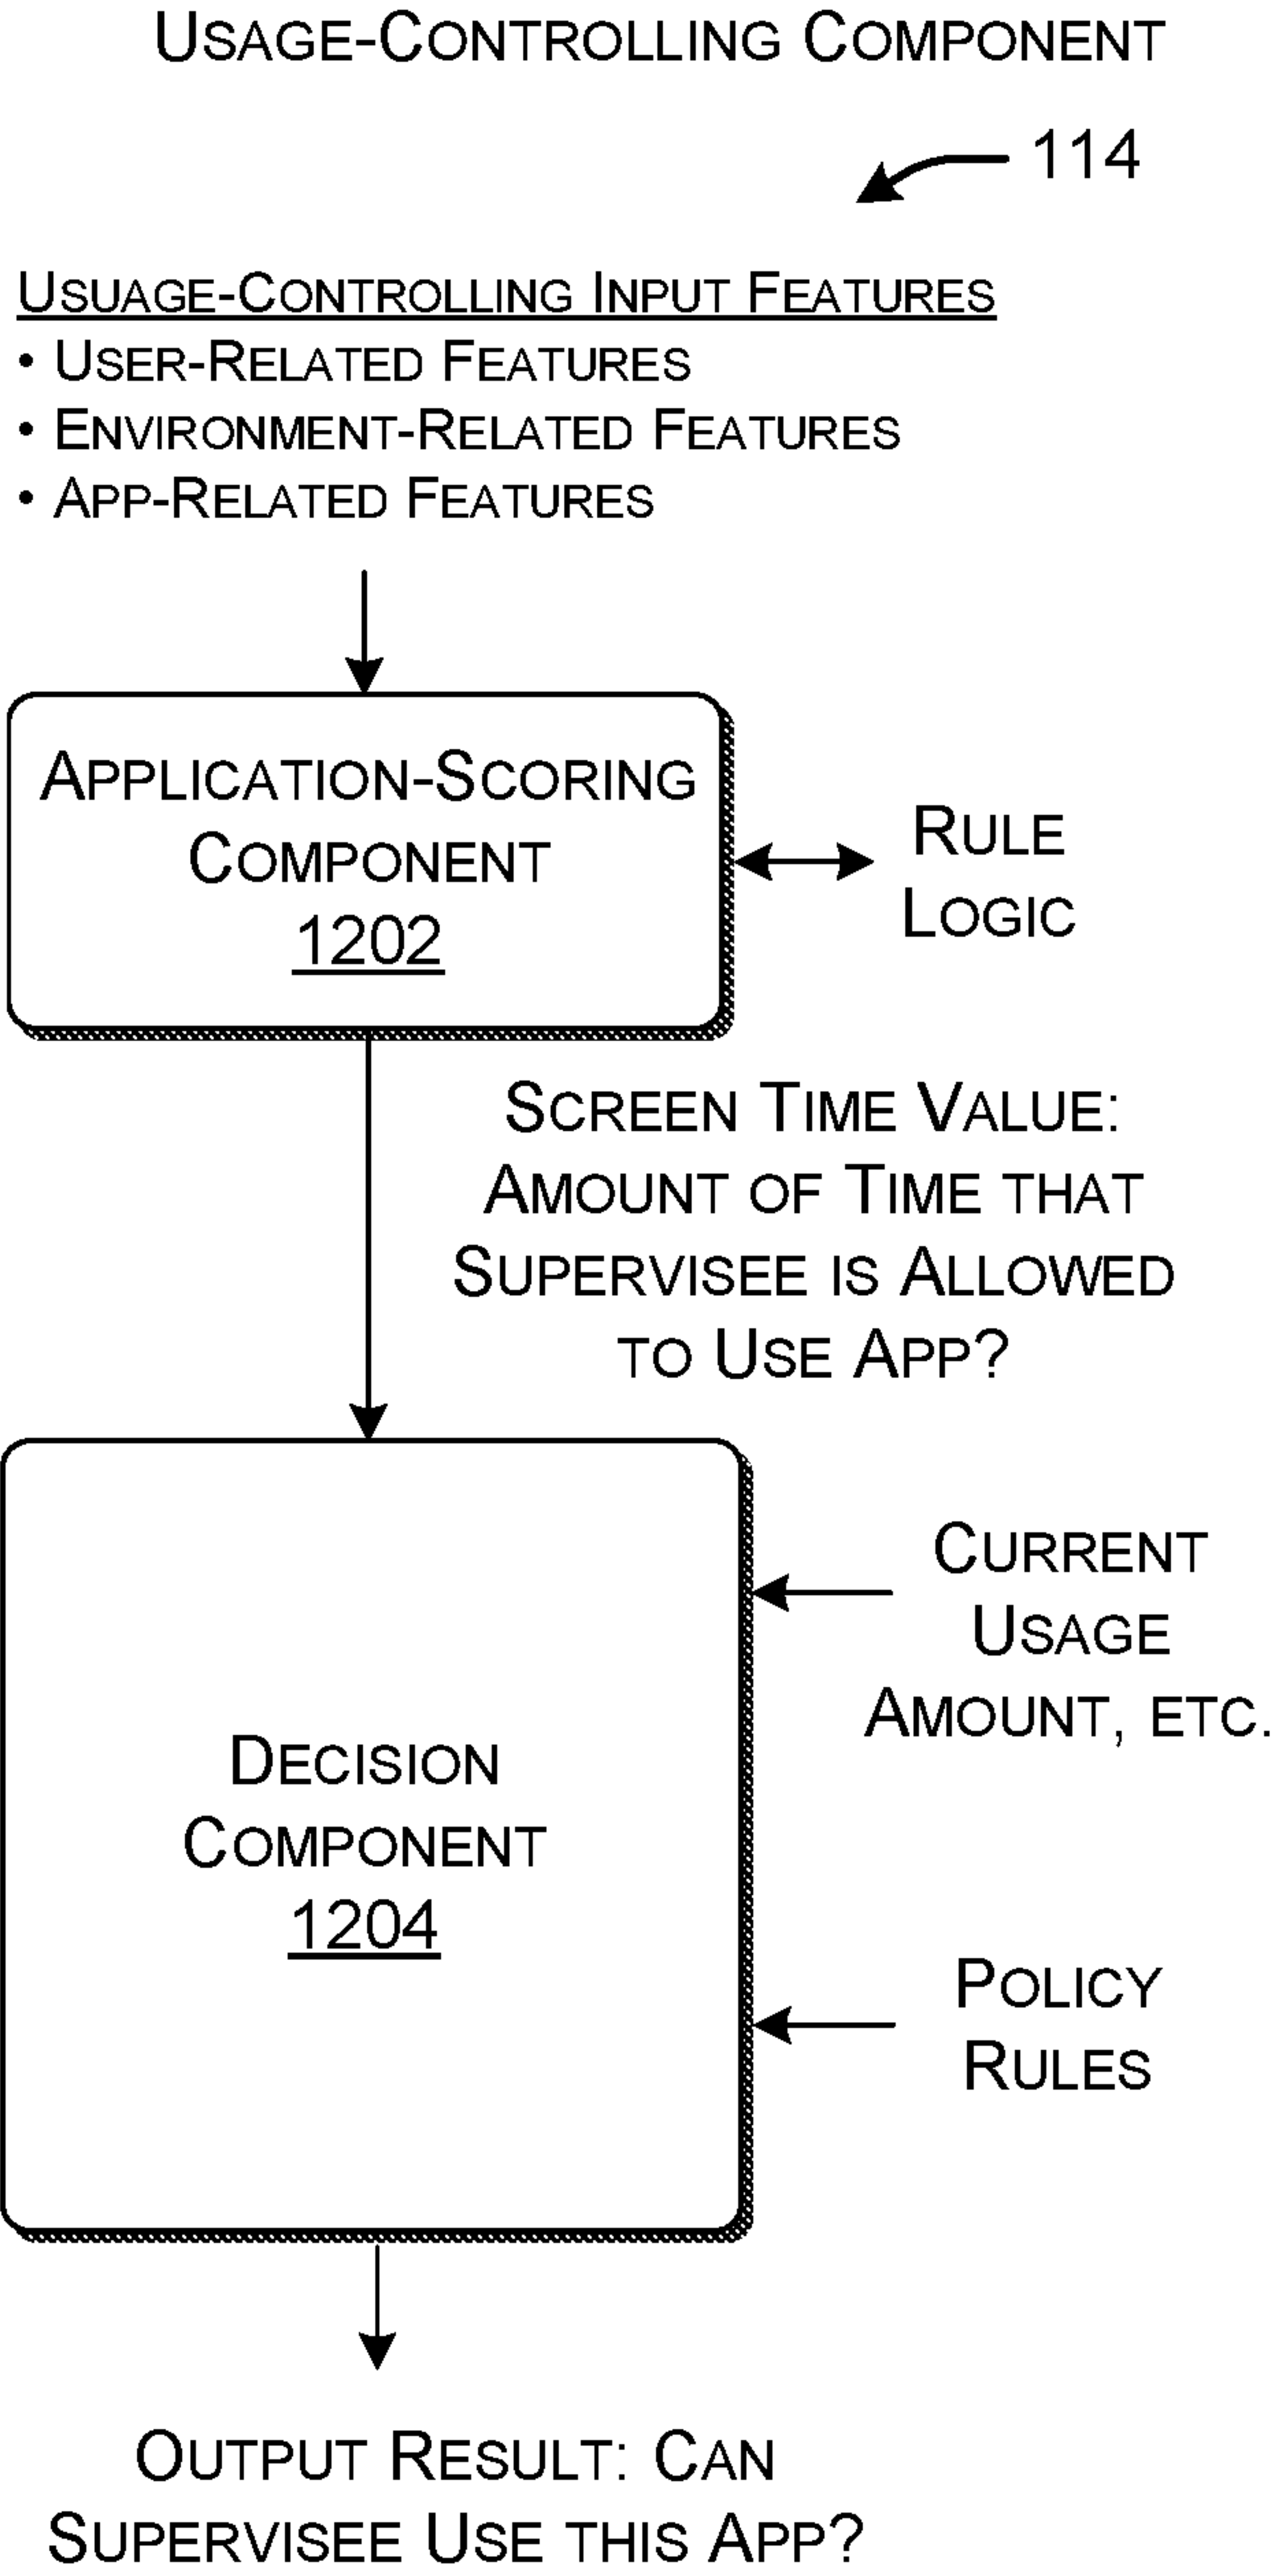 USAGE-CONTROLLING COMPONENT
114
USUAGE-CONTROLLING INPUT FEATURES
• USER-RELATED FEATURES
• ENVIRONMENT-RELATED FEATURES
• APP-RELATED FEATURES
APPLICATION-SCORING
COMPONENT
1202
RULE
LOGIC
SCREEN TIME VALUE:
AMOUNT OF TIME THAT
SUPERVISEE IS ALLOWED
TO USE APP?
CURRENT
USAGE
AMOUNT, ETC.
DECISION
COMPONENT
1204
POLICY
RULES
OUTPUT RESULT: CAN
SUPERVISEE USE THIS APP?